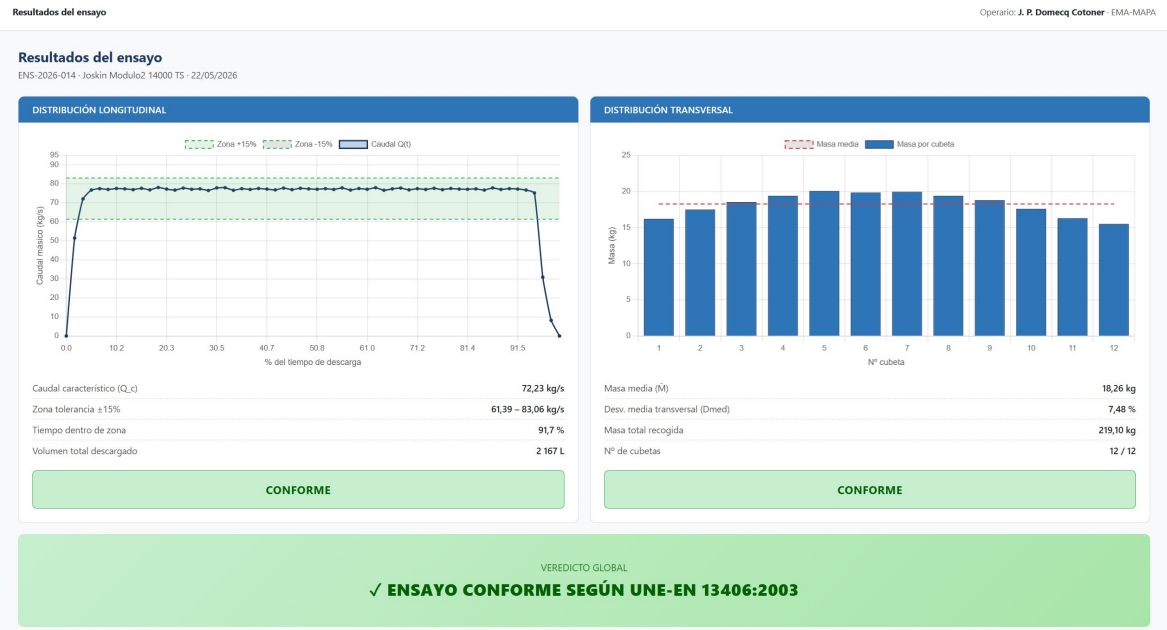 Resultados del ensayo
Operario: J. P. Domecq Cotoner · EMA-MAPA
Resultados del ensayo
ENS-2026-014 · Joskin Modulo2 14000 TS · 22/05/2026
DISTRIBUCIÓN LONGITUDINAL
Zona +15% Zona -15% Caudal Q(t)
95
90
80
70
60
50
40
30
20
10
0
Caudal másico (kg/s)
0.0 10.2 20.3 30.5 40.7 50.8 61.0 71.2 81.4 91.5
% del tiempo de descarga
Caudal característico (Q_c) 72,23 kg/s
Zona tolerancia ±15% 61,39 – 83,06 kg/s
Tiempo dentro de zona 91,7 %
Volumen total descargado 2 167 L
CONFORME
DISTRIBUCIÓN TRANSVERSAL
Masa media Masa por cubeta
25
20
15
10
5
0
Masa (kg)
1 2 3 4 5 6 7 8 9 10 11 12
Nº cubeta
Masa media (M̄) 18,26 kg
Desv. media transversal (Dmed) 7,48 %
Masa total recogida 219,10 kg
Nº de cubetas 12 / 12
CONFORME
VEREDICTO GLOBAL
✓ ENSAYO CONFORME SEGÚN UNE-EN 13406:2003